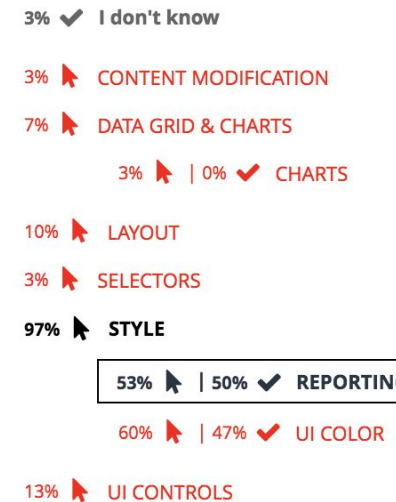 3% I don't know
3% CONTENT MODIFICATION
7% DATA GRID & CHARTS
3% | 0% CHARTS
10% LAYOUT
3% SELECTORS
97% STYLE
53% | 50% REPORTIN
60% | 47% UI COLOR
13% UI CONTROLS